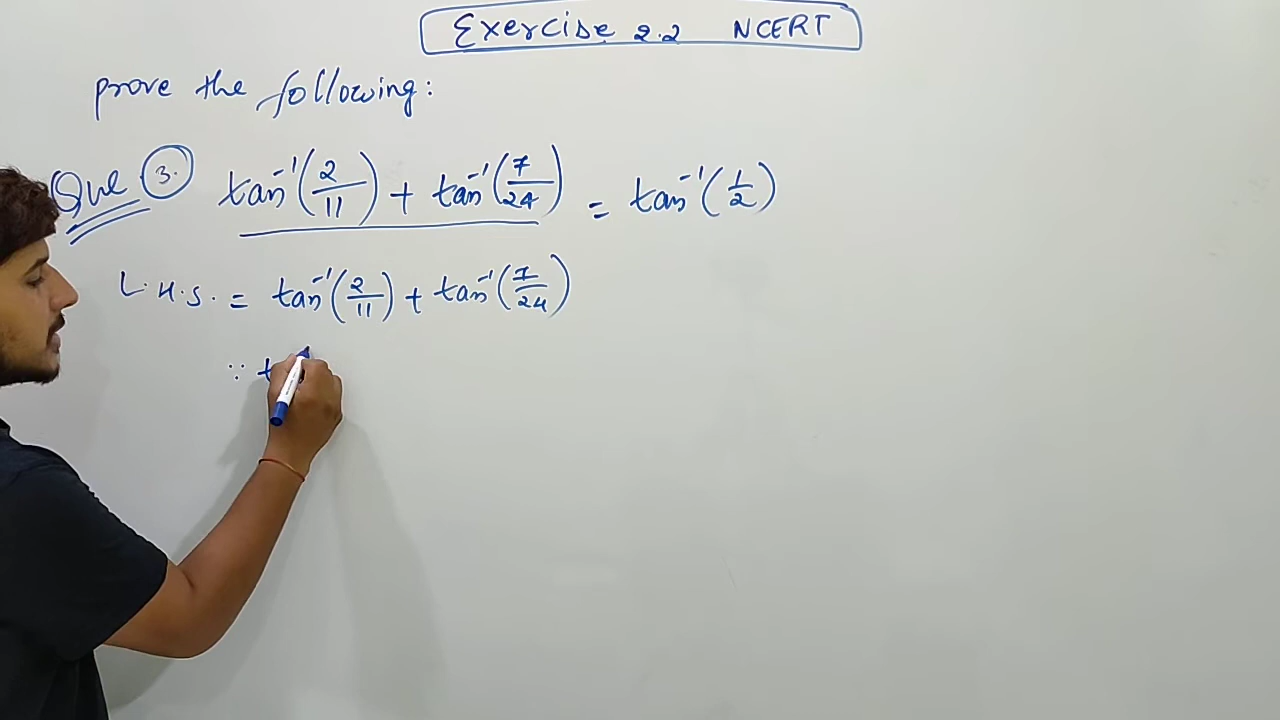 Exercise 2.2 NCERT
prove the following:
Que 3. tan⁻¹(2/11) + tan⁻¹(7/24) = tan⁻¹(1/2)
L.H.S. = tan⁻¹(2/11) + tan⁻¹(7/24)
∵ t